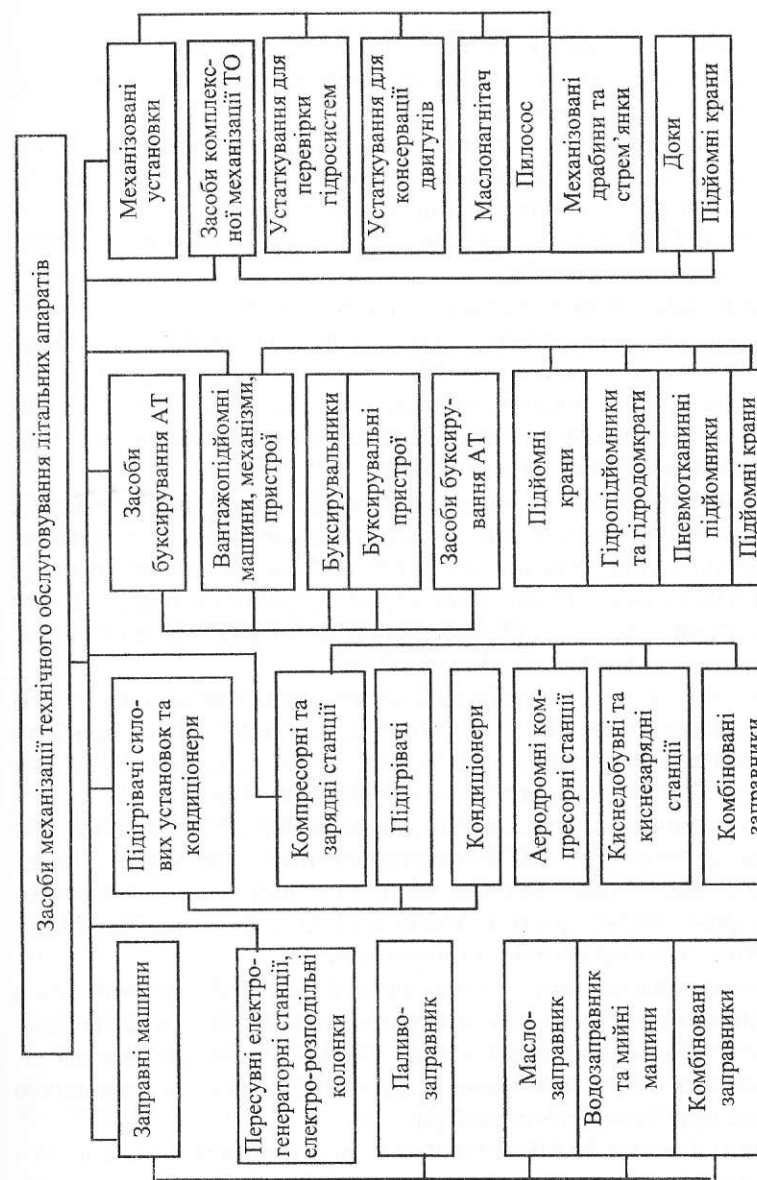 Засоби механізації технічного обслуговування літальних апаратів
Заправні машини
Пересувні електро-
генераторні станції,
електро-розподільні
колонки
Паливо-
заправник
Масло-
заправник
Водозаправник
та мийні
машини
Комбіновані
заправники
Підігрівачі сило-
вих установок та
кондиціонери
Компресорні та
зарядні станції
Підігрівачі
Кондиціонери
Аеродромні ком-
пресорні станції
Киснедобувні та
киснезарядні
станції
Комбіновані
заправники
Засоби
буксирування АТ
Вантажопідйомні
машини, механізми,
пристрої
Буксирувальники
Буксирувальні
пристрої
Засоби буксиру-
вання АТ
Підйомні
крани
Гідропідйомники
та гідродомкрати
Пневмотканинні
підйомники
Підйомні крани
Механізовані
установки
Засоби комплекс-
ної механізації ТО
Устаткування для
перевірки
гідросистем
Устаткування для
консервації
двигунів
Маслонагнітач
Пилосос
Механізовані
драбини та
стрем’янки
Доки
Підйомні крани